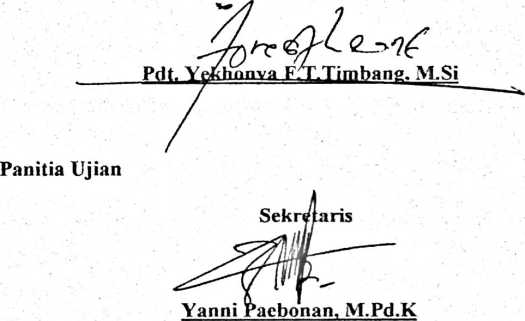 Pdt. Yekhonya F.T.Timbang, M.Si
Panitia Ujian
Sekretaris
Yanni Paebonan, M.Pd.K